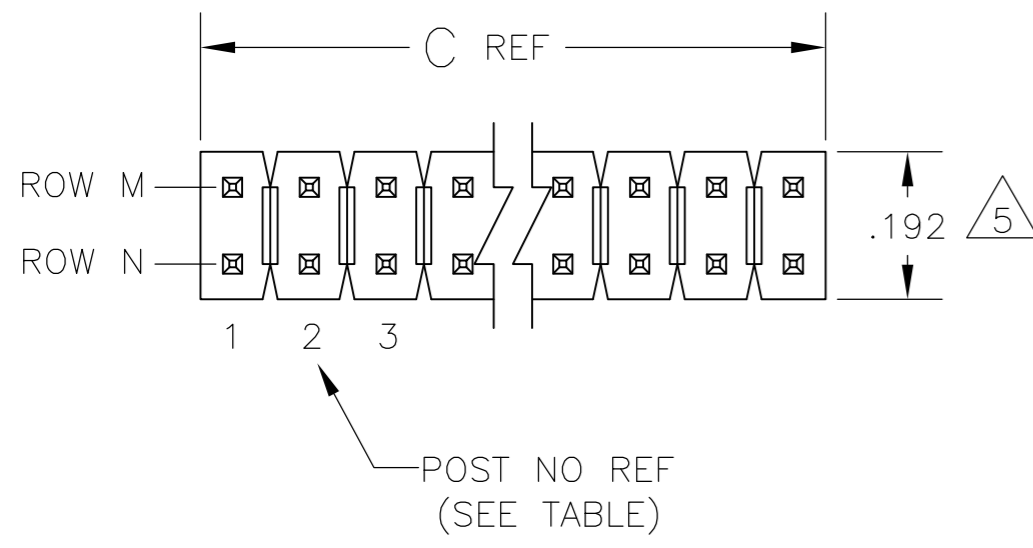 C REF
ROW M
ROW N
.192 5
1 2 3
POST NO REF
(SEE TABLE)